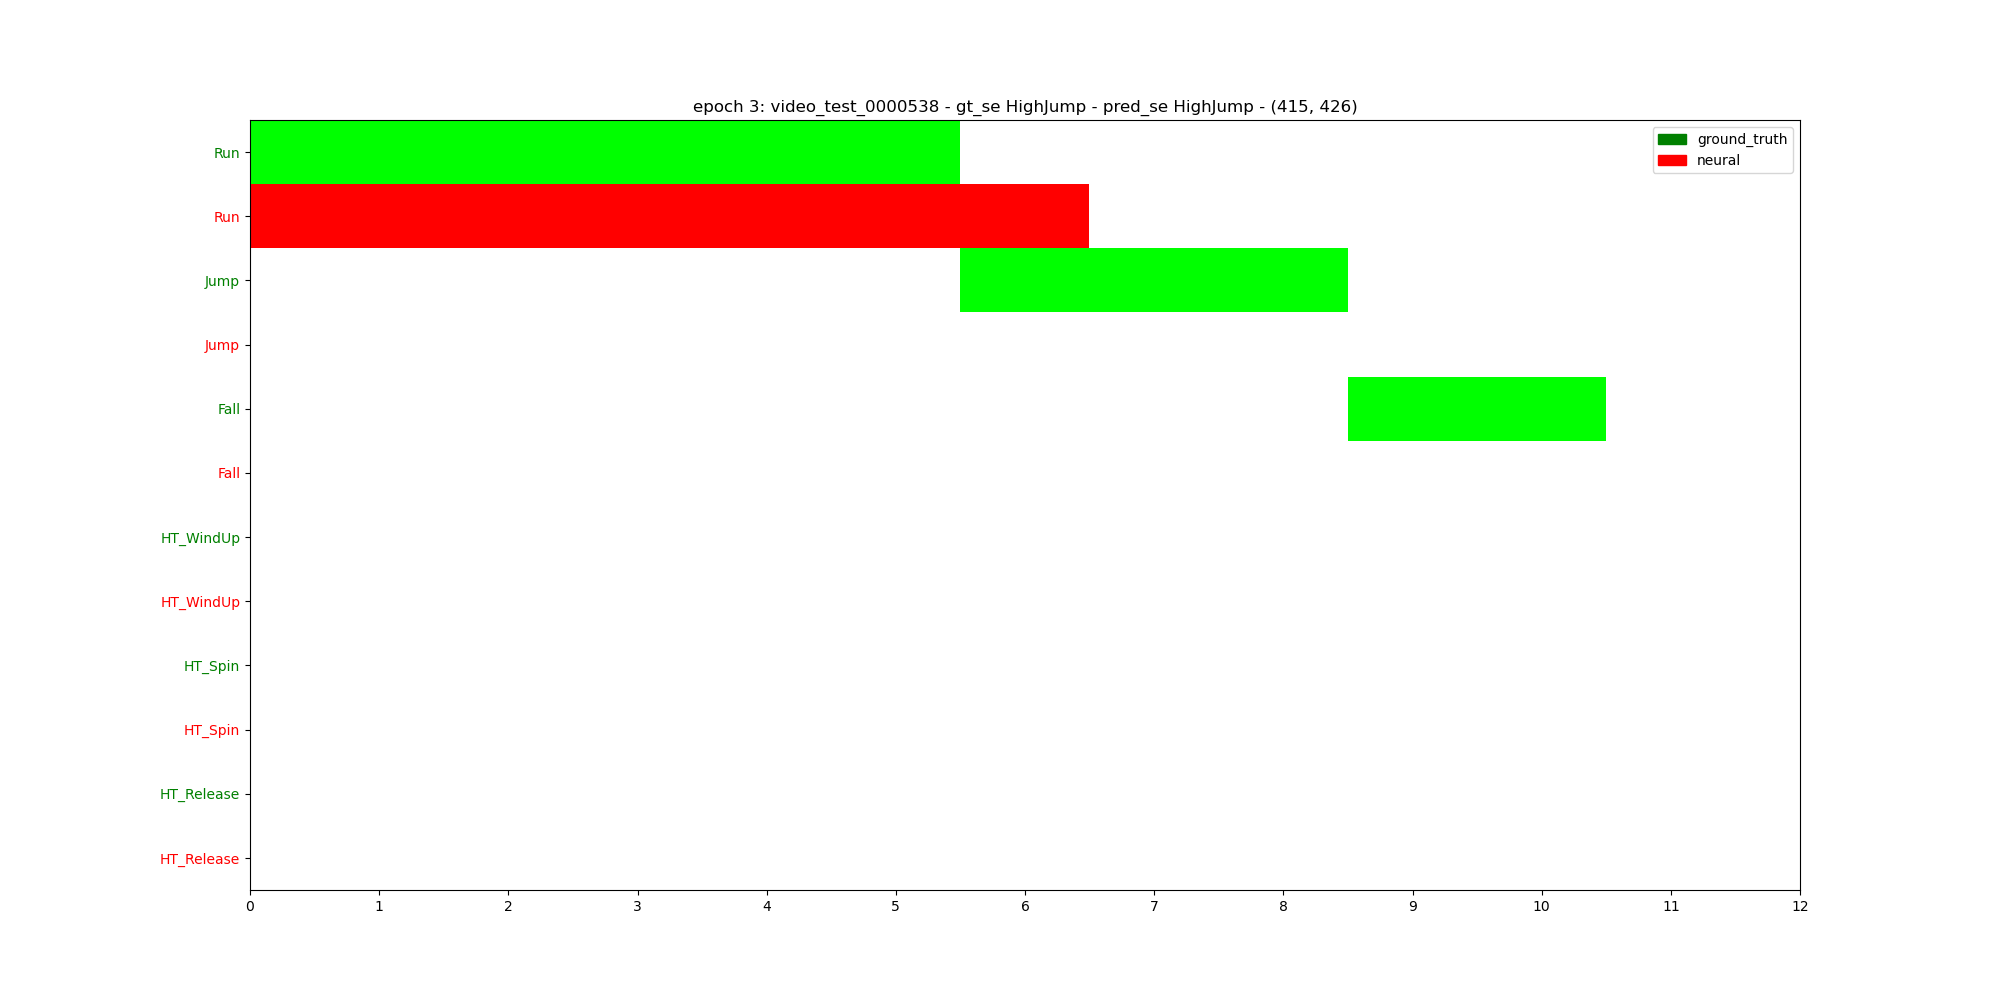 epoch 3: video_test_0000538 - gt_se HighJump - pred_se HighJump - (415, 426)
ground_truth
neural
Run
Run
Jump
Jump
Fall
Fall
HT_WindUp
HT_WindUp
HT_Spin
HT_Spin
HT_Release
HT_Release
0 1 2 3 4 5 6 7 8 9 10 11 12